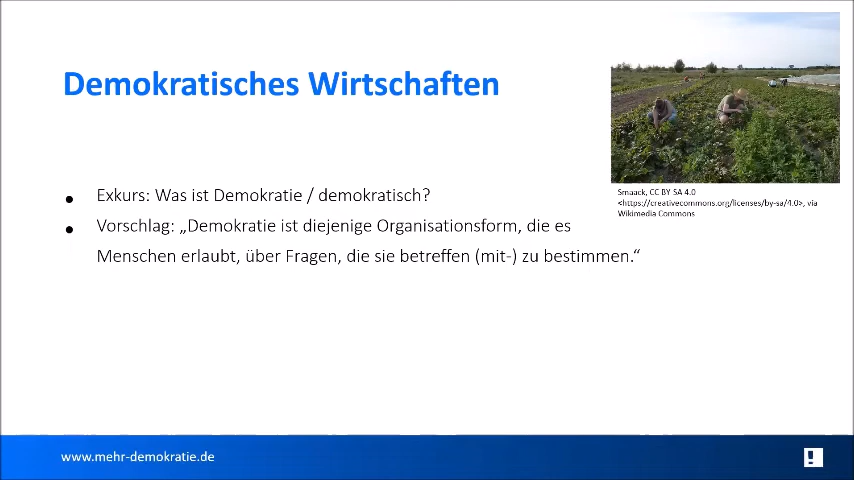 Demokratisches Wirtschaften
Smaack, CC BY SA 4.0
<https://creativecommons.org/licenses/by-sa/4.0>, via
Wikimedia Commons
Exkurs: Was ist Demokratie / demokratisch?
Vorschlag: „Demokratie ist diejenige Organisationsform, die es
Menschen erlaubt, über Fragen, die sie betreffen (mit-) zu bestimmen.“
www.mehr-demokratie.de